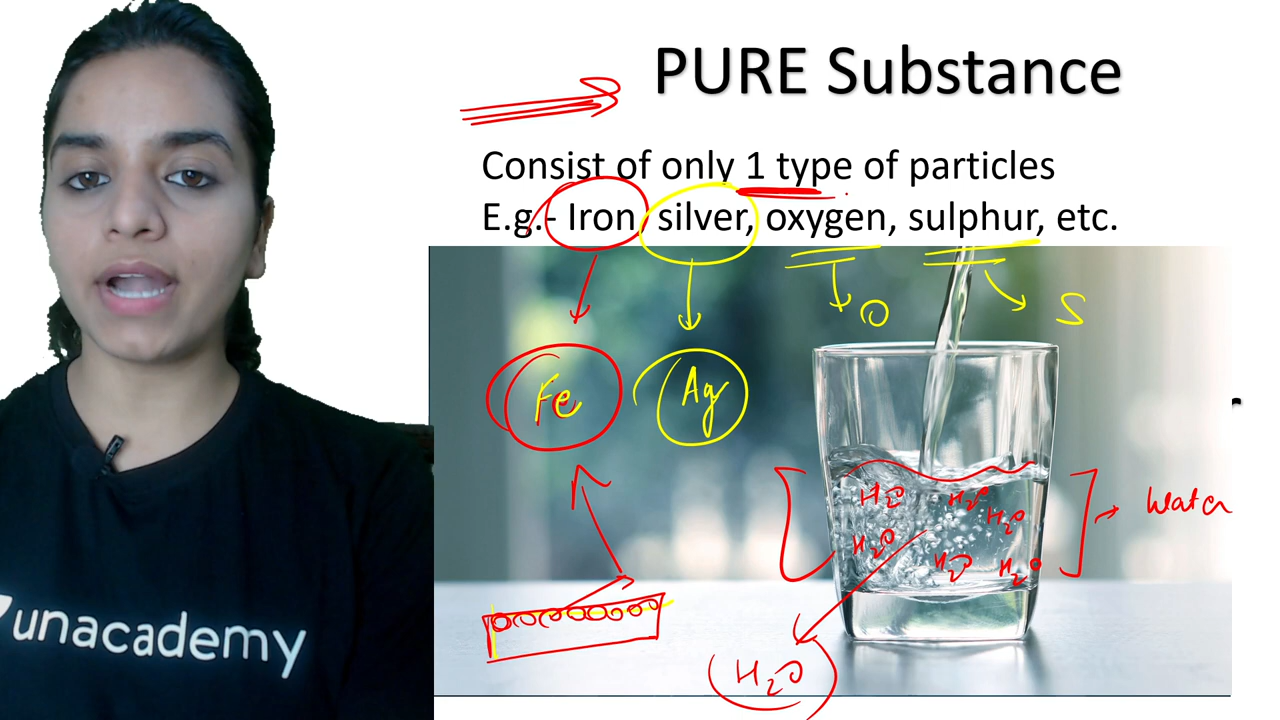 PURE Substance
Consist of only 1 type of particles
E.g.- Iron, silver, oxygen, sulphur, etc.
O
S
Fe
Ag
H2O
H2O
H2O
Water
H2O
H2O
H2O
unacademy
H2O